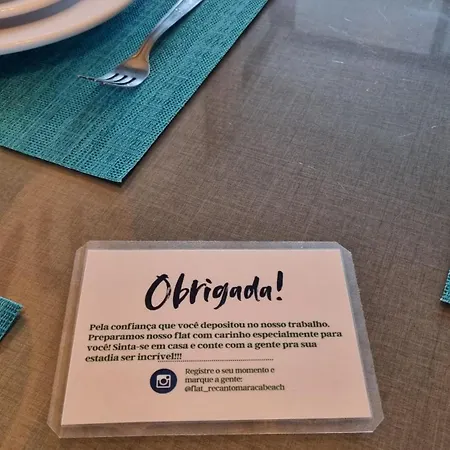 Obrigada!
Pela confiança que você depositou no nosso trabalho.
Preparamos nosso flat com carinho especialmente para
você! Sinta-se em casa e conte com a gente pra sua
estadia ser incrível!!!
Registre o seu momento e
marque a gente:
@flat_recantomaracabeach